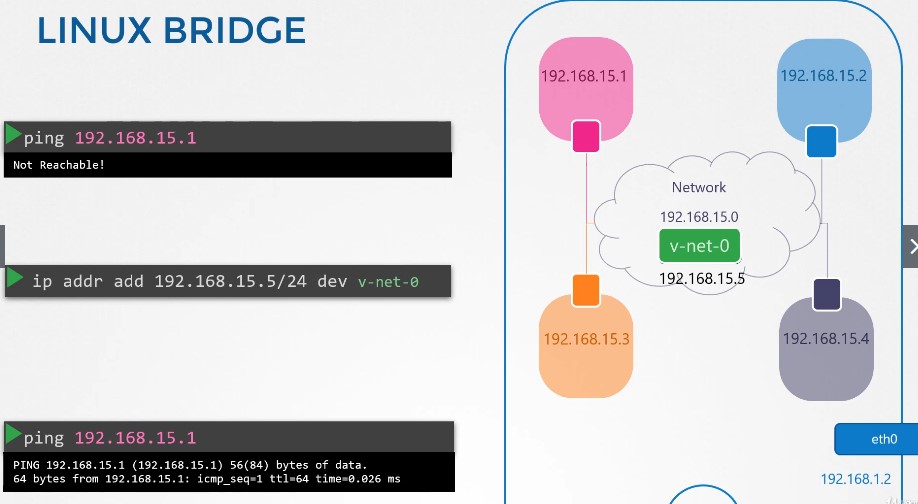 LINUX BRIDGE
ping 192.168.15.1
Not Reachable!
ip addr add 192.168.15.5/24 dev v-net-0
ping 192.168.15.1
PING 192.168.15.1 (192.168.15.1) 56(84) bytes of data.
64 bytes from 192.168.15.1: icmp_seq=1 ttl=64 time=0.026 ms
192.168.15.1
192.168.15.2
Network
192.168.15.0
v-net-0
192.168.15.5
192.168.15.3
192.168.15.4
eth0
192.168.1.2